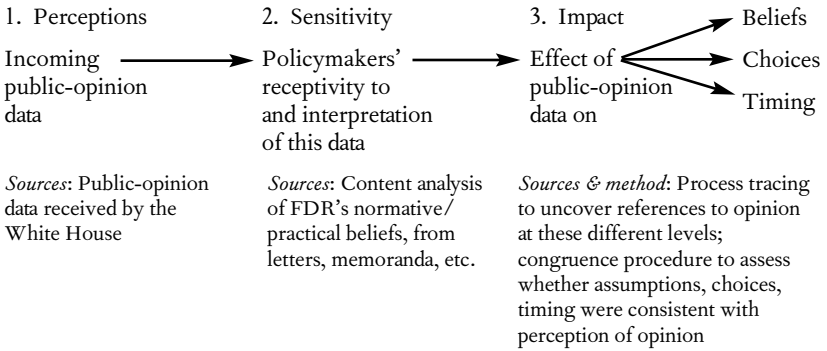 1. Perceptions
Incoming
public-opinion
data
Sources: Public-opinion
data received by the
White House
2. Sensitivity
Policymakers’
receptivity to
and interpretation
of this data
Sources: Content analysis
of FDR’s normative/
practical beliefs, from
letters, memoranda, etc.
3. Impact
Effect of
public-opinion
data on
Beliefs
Choices
Timing
Sources & method: Process tracing
to uncover references to opinion
at these different levels;
congruence procedure to assess
whether assumptions, choices,
timing were consistent with
perception of opinion